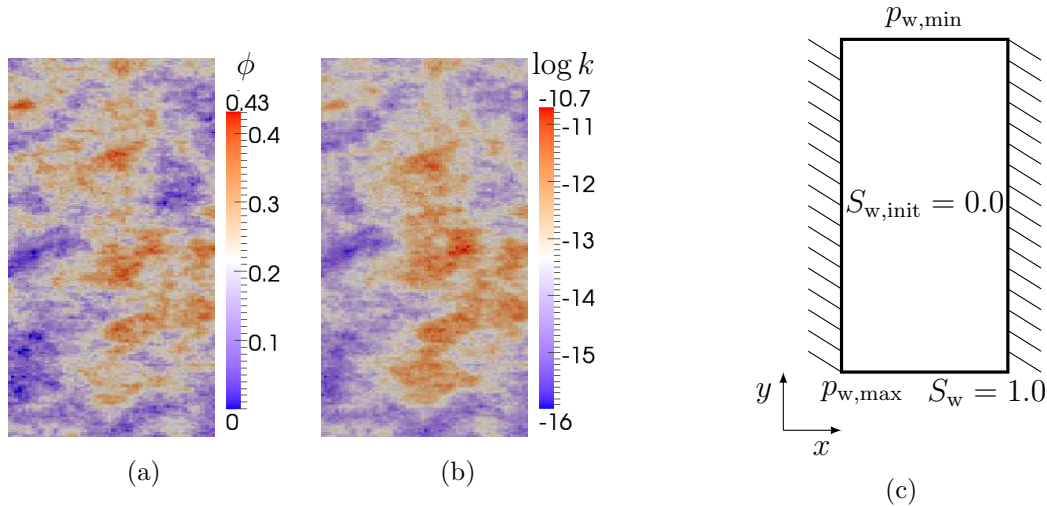 ϕ
0.43
0.4
0.3
0.2
0.1
0
(a)
log k
-10.7
-11
-12
-13
-14
-15
-16
(b)
p_w,min
S_w,init = 0.0
p_w,max S_w = 1.0
y
x
(c)